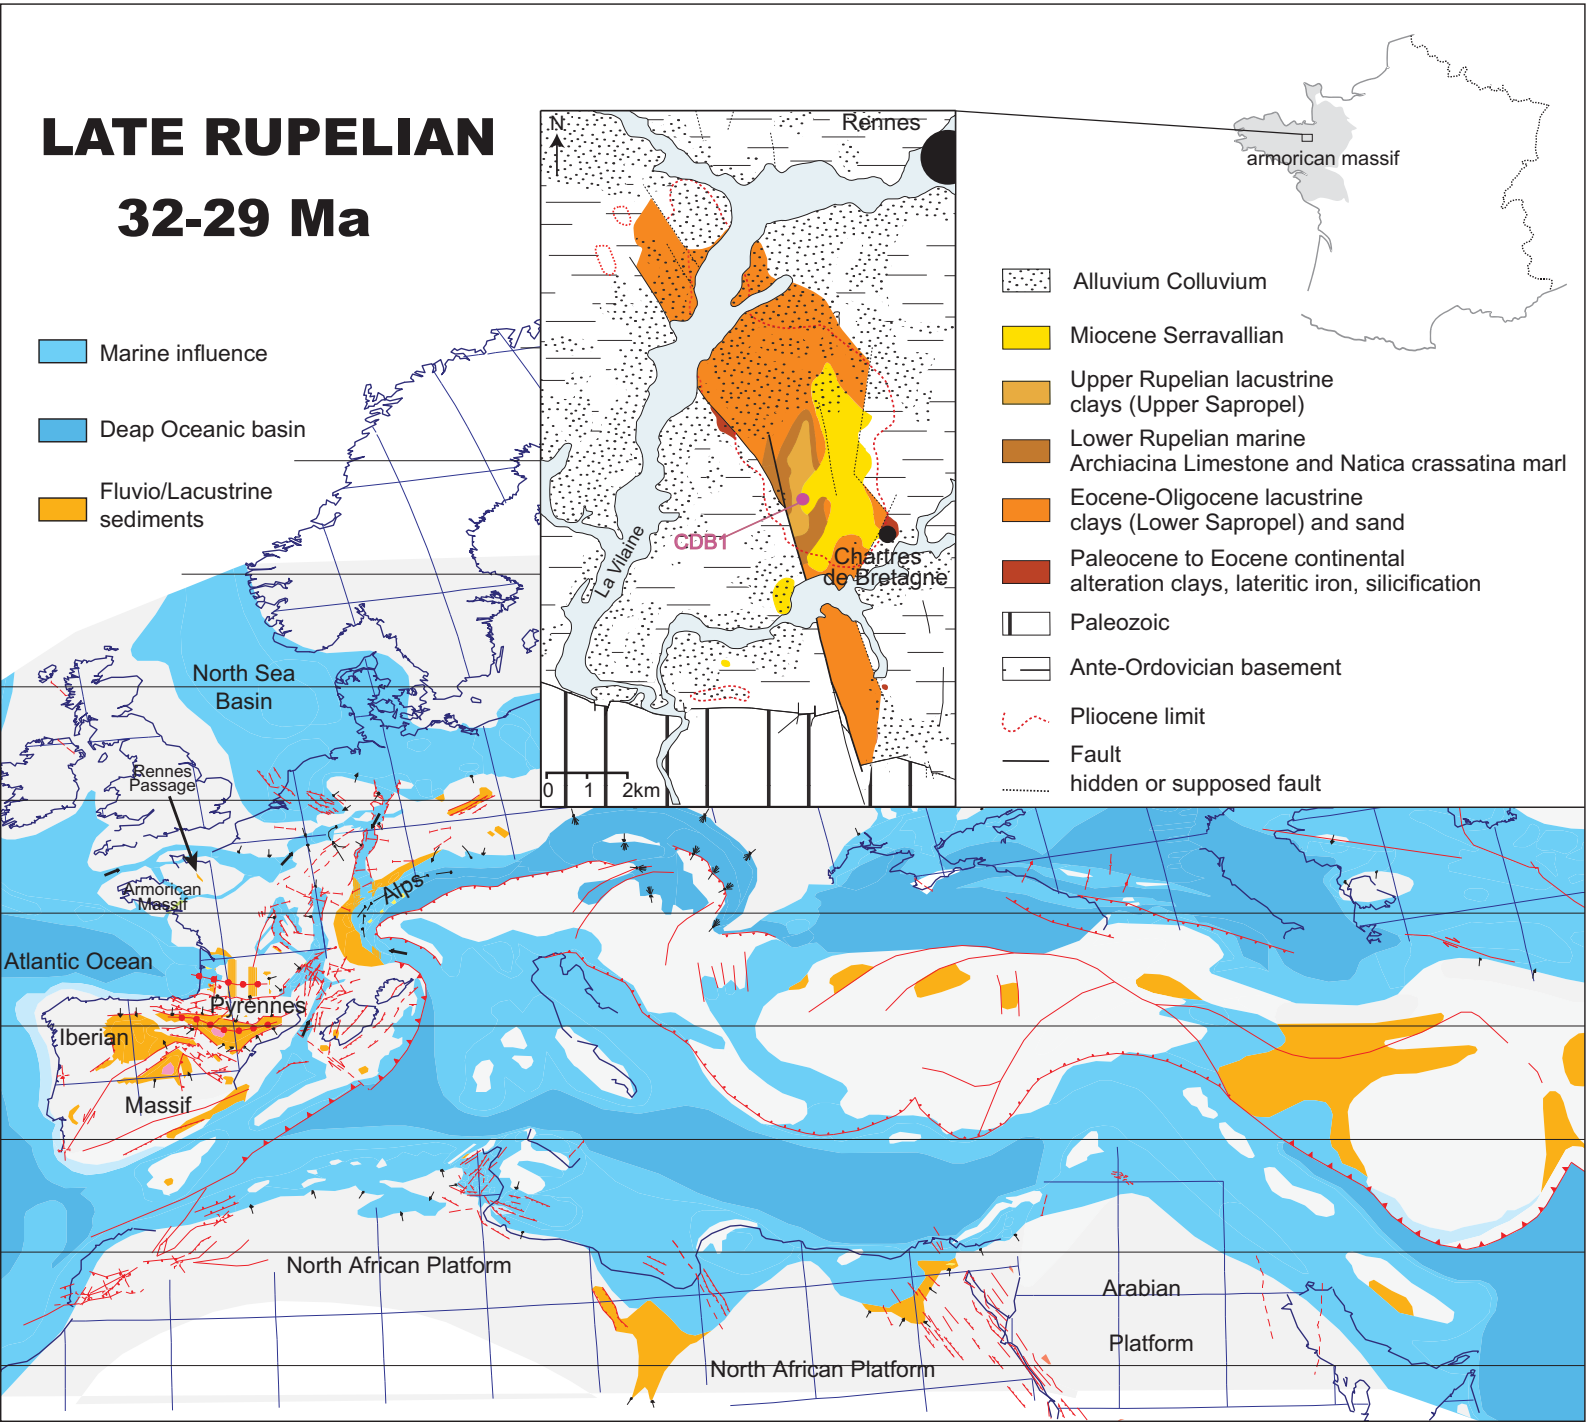 LATE RUPELIAN
32-29 Ma
Marine influence
Deap Oceanic basin
Fluvio/Lacustrine
sediments
N
Rennes
La Vilaine
CDB1
Chartres
de Bretagne
0 1 2km
armorican massif
Alluvium Colluvium
Miocene Serravallian
Upper Rupelian lacustrine
clays (Upper Sapropel)
Lower Rupelian marine
Archiacina Limestone and Natica crassatina marl
Eocene-Oligocene lacustrine
clays (Lower Sapropel) and sand
Paleocene to Eocene continental
alteration clays, lateritic iron, silicification
Paleozoic
Ante-Ordovician basement
Pliocene limit
Fault
hidden or supposed fault
North Sea
Basin
Rennes
Passage
Armorican
Massif
Alps
Atlantic Ocean
Pyrennes
Iberian
Massif
North African Platform
North African Platform
Arabian
Platform